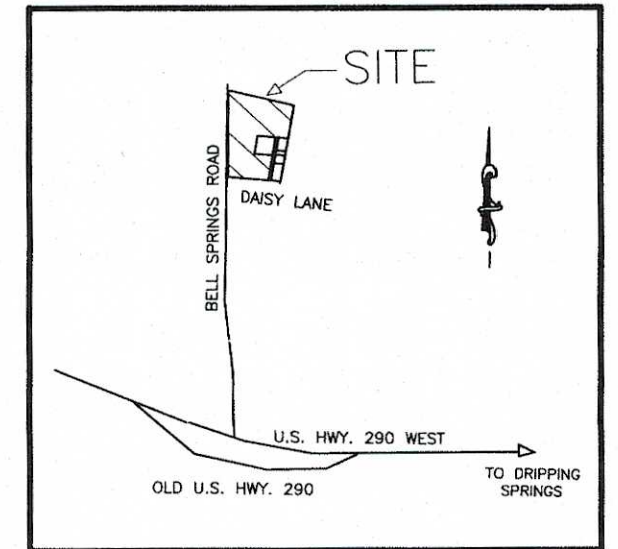 SITE
BELL SPRINGS ROAD
DAISY LANE
U.S. HWY. 290 WEST
OLD U.S. HWY. 290
TO DRIPPING
SPRINGS